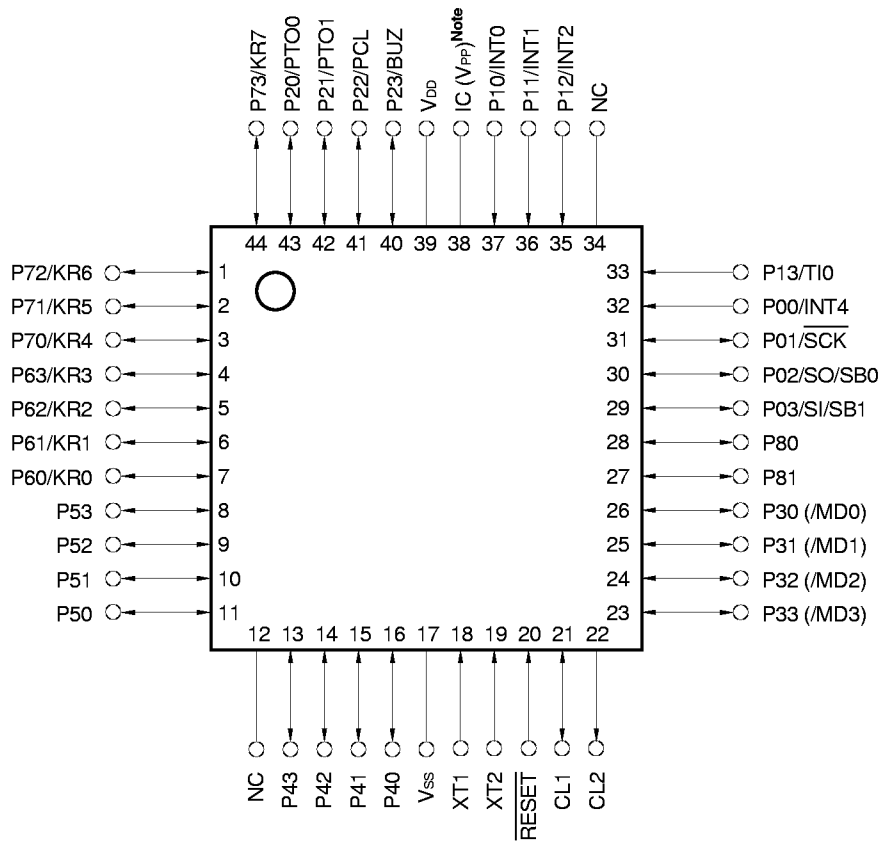 P73/KR7
P20/PTO0
P21/PTO1
P22/PCL
P23/BUZ
VDD
IC (VPP)Note
P10/INT0
P11/INT1
P12/INT2
NC
44 43 42 41 40 39 38 37 36 35 34
P72/KR6 1
P71/KR5 2
P70/KR4 3
P63/KR3 4
P62/KR2 5
P61/KR1 6
P60/KR0 7
P53 8
P52 9
P51 10
P50 11
33 P13/TI0
32 P00/INT4
31 P01/S̅C̅K̅
30 P02/SO/SB0
29 P03/SI/SB1
28 P80
27 P81
26 P30 (/MD0)
25 P31 (/MD1)
24 P32 (/MD2)
23 P33 (/MD3)
12 13 14 15 16 17 18 19 20 21 22
NC
P43
P42
P41
P40
VSS
XT1
XT2
R̅E̅S̅E̅T̅
CL1
CL2